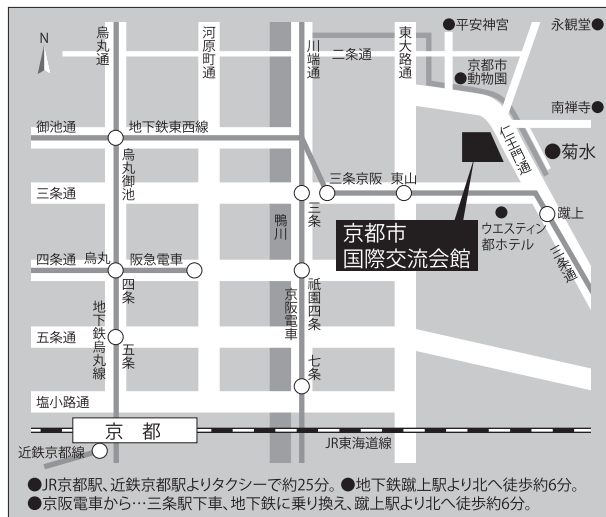 N
烏丸通
河原町通
川端通
二条通
東大路通
平安神宮
永観堂
京都市
動物園
南禅寺
御池通
地下鉄東西線
仁王門通
菊水
烏丸御池
三条通
三条京阪
東山
三条
鴨川
蹴上
ウエスティン
都ホテル
京都市
国際交流会館
三条通
四条通
烏丸
阪急電車
四条
祇園四条
京阪電車
地下鉄烏丸線
五条通
五条
七条
塩小路通
京都
JR東海道線
近鉄京都線
●JR京都駅、近鉄京都駅よりタクシーで約25分。●地下鉄蹴上駅より北へ徒歩約6分。
●京阪電車から…三条駅下車、地下鉄に乗り換え、蹴上駅より北へ徒歩約6分。